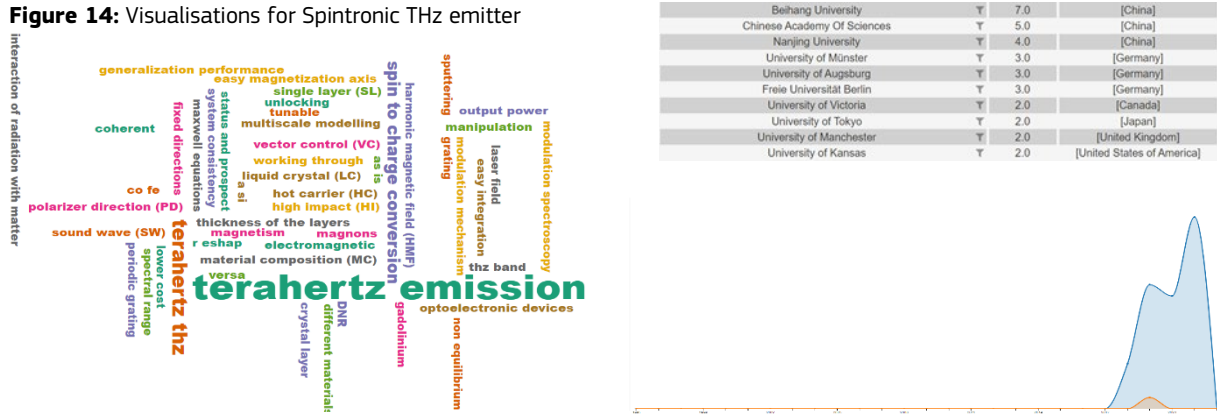 Figure 14: Visualisations for Spintronic THz emitter
interaction of radiation with matter
generalization performance
easy magnetization axis
single layer (SL)
unlocking
tunable
multiscale modelling
coherent
fixed directions
maxwell equations
system consistency
status and prospect
vector control (VC)
working through
a si
liquid crystal (LC)
as is
hot carrier (HC)
high impact (HI)
co fe
polarizer direction (PD)
sound wave (SW)
terahertz thz
thickness of the layers
magnetism
magnons
r eshap
electromagnetic
material composition (MC)
versa
spin to charge conversion
harmonic magnetic field (HMF)
sputtering
grating
output power
manipulation
modulation mechanism
easy integration
laser field
modulation spectroscopy
thz band
terahertz emission
optoelectronic devices
periodic grating
spectral range
lower cost
crystal layer
different materials
DNR
gadolinium
non equilibrium
Beihang University 7.0 [China]
Chinese Academy Of Sciences 5.0 [China]
Nanjing University 4.0 [China]
University of Münster 3.0 [Germany]
University of Augsburg 3.0 [Germany]
Freie Universität Berlin 3.0 [Germany]
University of Victoria 2.0 [Canada]
University of Tokyo 2.0 [Japan]
University of Manchester 2.0 [United Kingdom]
University of Kansas 2.0 [United States of America]